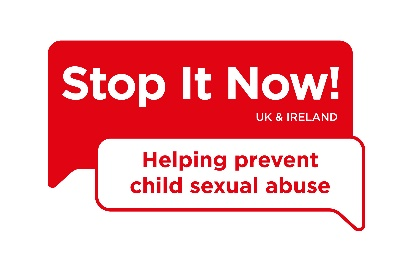 Stop It Now!
UK & IRELAND
Helping prevent
child sexual abuse